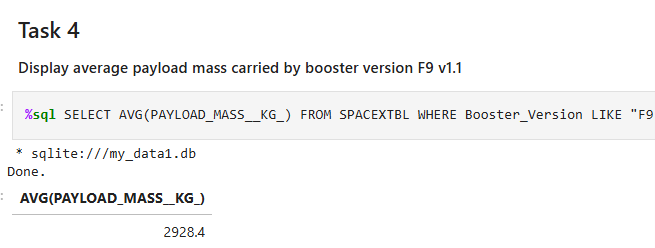 Task 4
Display average payload mass carried by booster version F9 v1.1
%sql SELECT AVG(PAYLOAD_MASS__KG_) FROM SPACEXTBL WHERE Booster_Version LIKE "F9
* sqlite:///my_data1.db
Done.
AVG(PAYLOAD_MASS__KG_)
2928.4